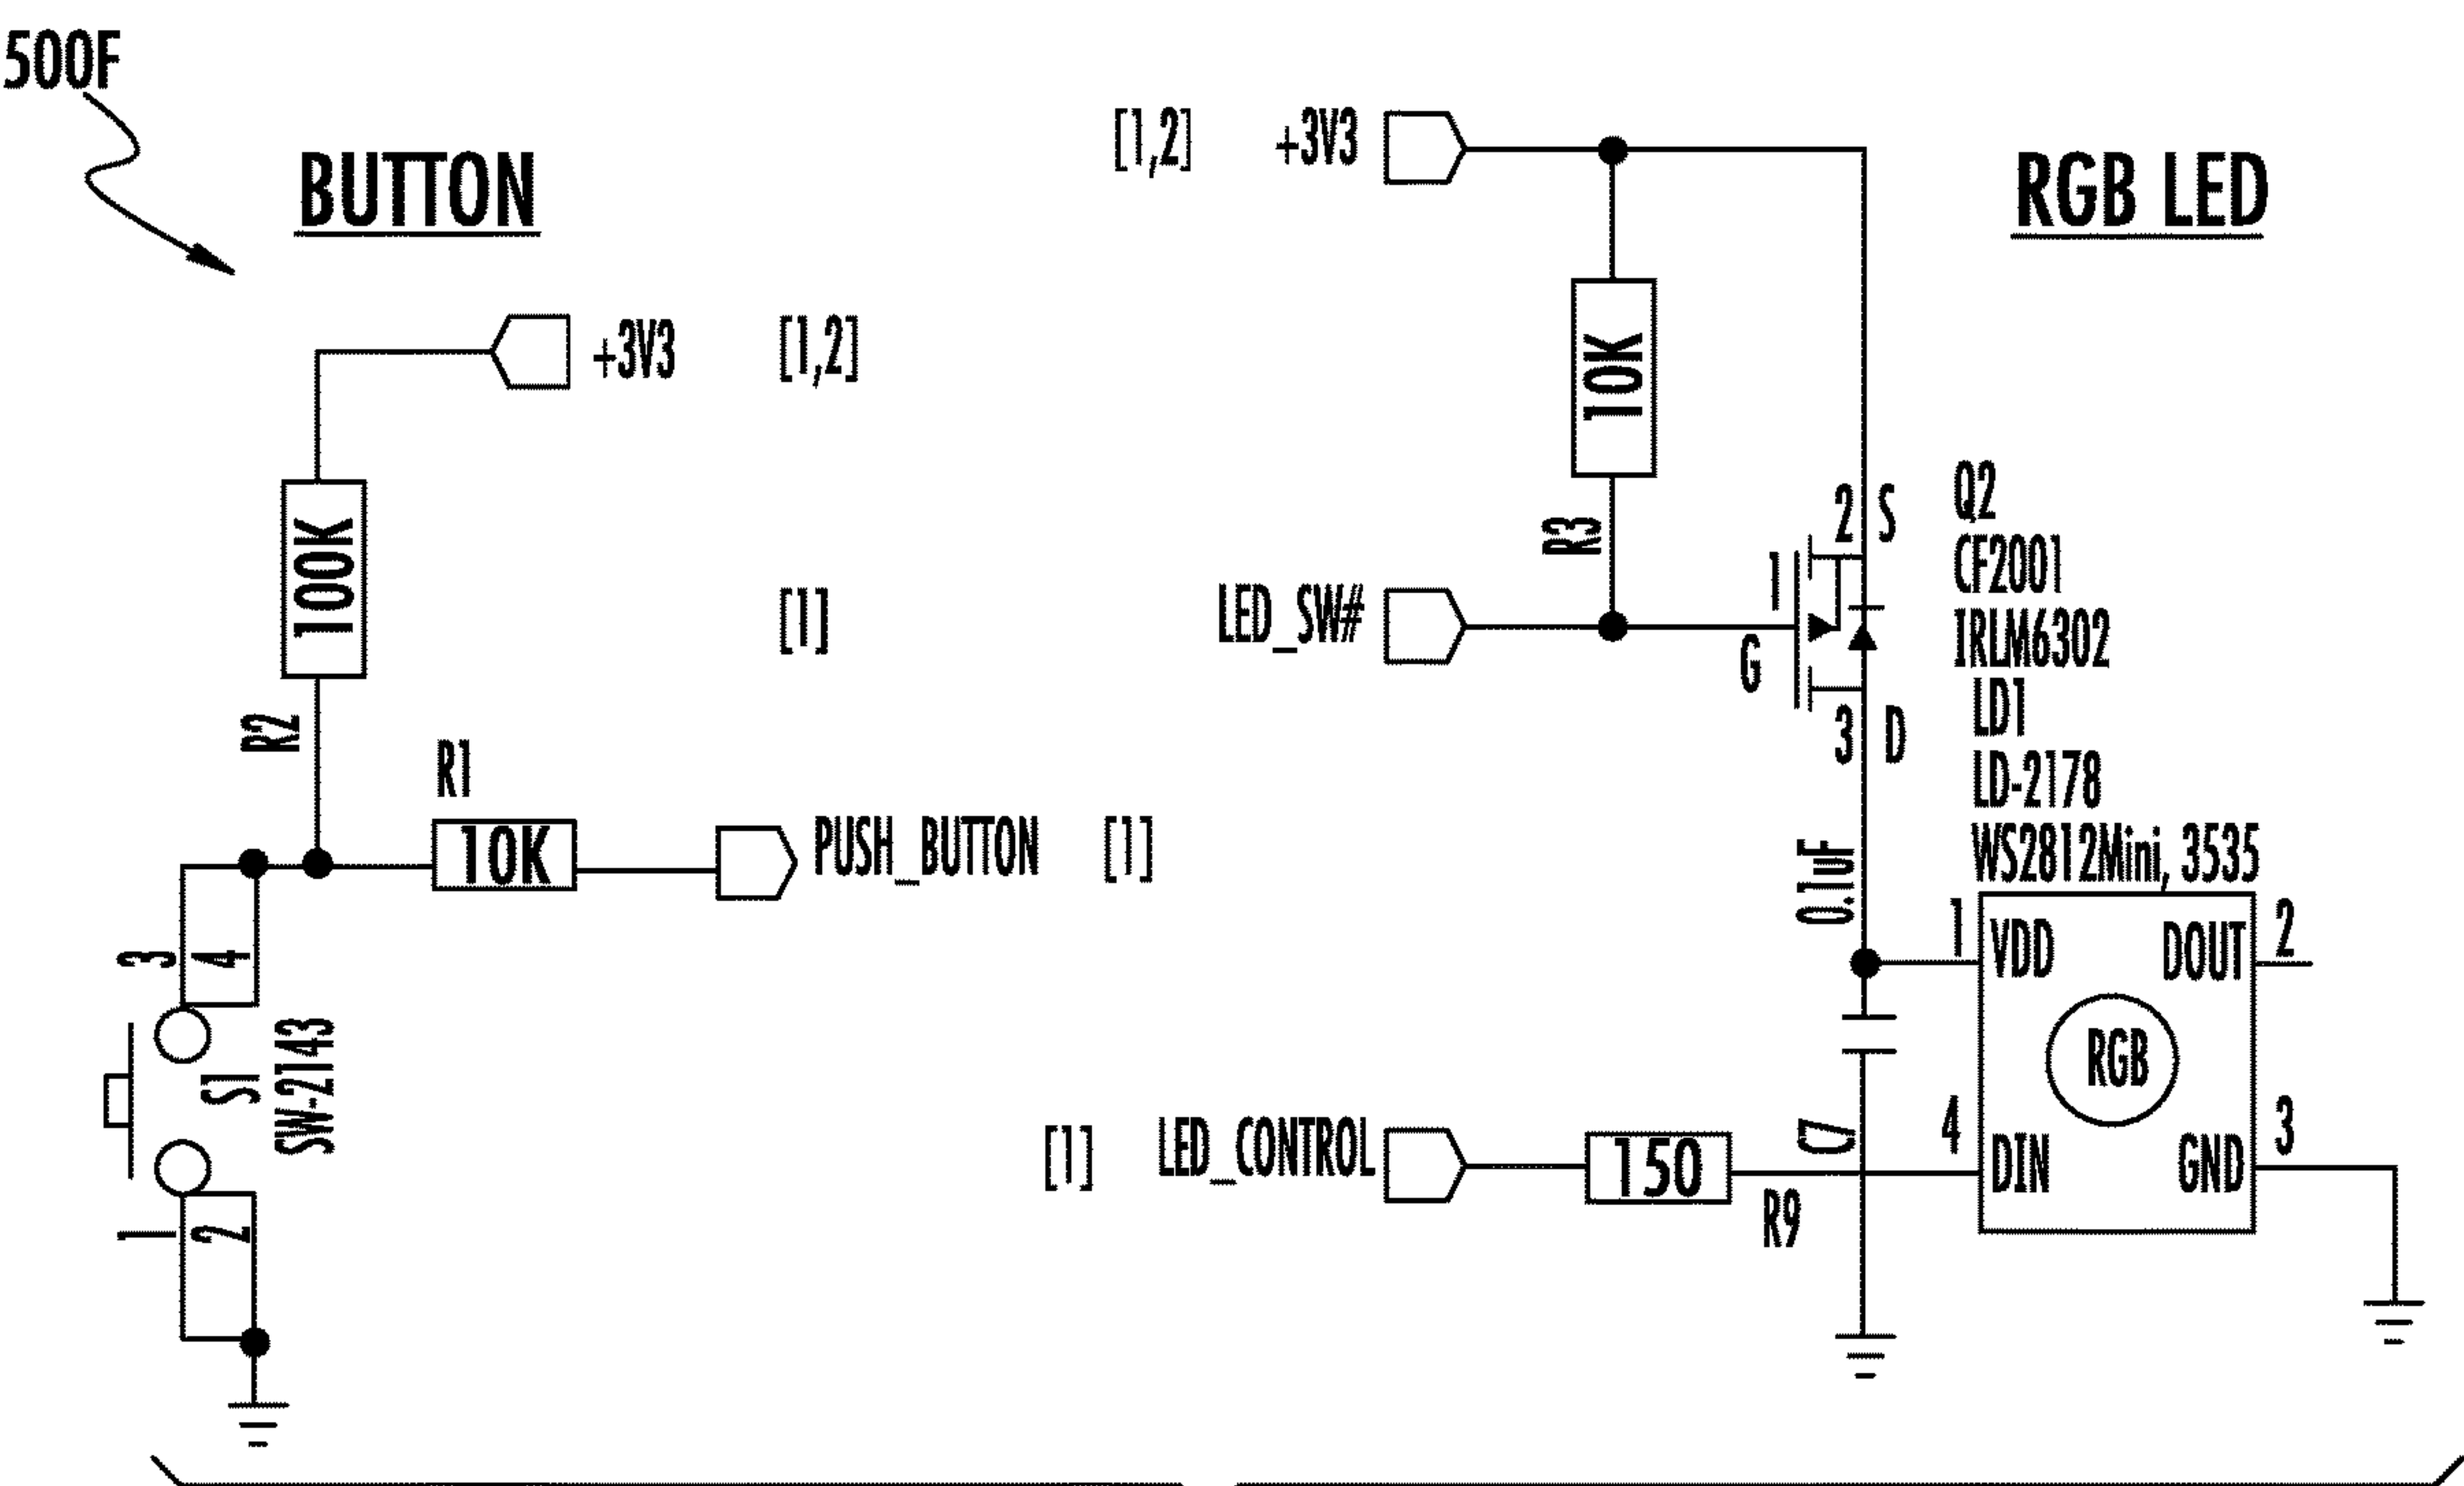 500F
BUTTON
+3V3 [1,2]
100K
R2
[1]
R1
10K
PUSH_BUTTON [1]
3
4
S1
SW-2143
1
2
RGB LED
[1,2] +3V3
10K
R3
LED_SW#
2 S
1
G
3 D
Q2
CF2001
IRLM6302
LD1
LD-2178
WS2812Mini, 3535
0.1uF
1 VDD DOUT 2
RGB
4 DIN GND 3
C7
[1] LED_CONTROL
150
R9